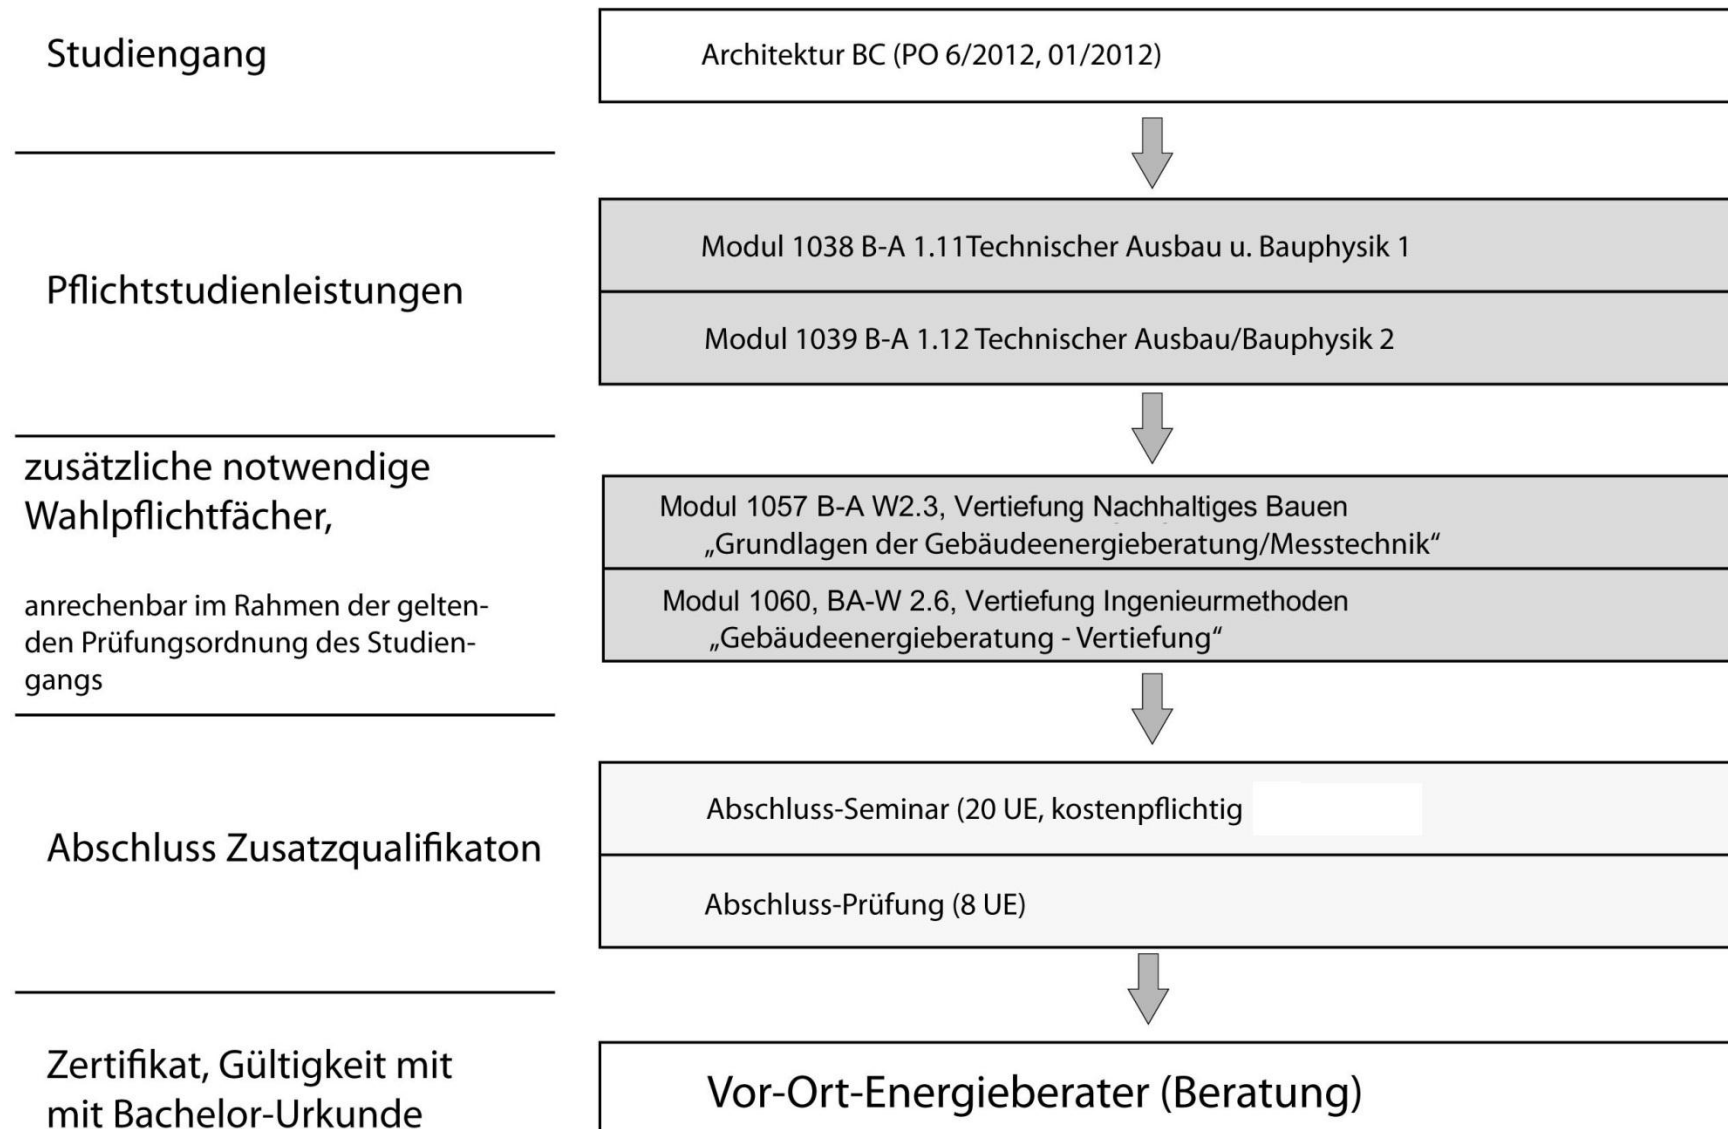 Studiengang
Architektur BC (PO 6/2012, 01/2012)
Pflichtstudienleistungen
Modul 1038 B-A 1.11Technischer Ausbau u. Bauphysik 1
Modul 1039 B-A 1.12 Technischer Ausbau/Bauphysik 2
zusätzliche notwendige
Wahlpflichtfächer,
anrechenbar im Rahmen der gelten-
den Prüfungsordnung des Studien-
gangs
Modul 1057 B-A W2.3, Vertiefung Nachhaltiges Bauen
„Grundlagen der Gebäudeenergieberatung/Messtechnik“
Modul 1060, BA-W 2.6, Vertiefung Ingenieurmethoden
„Gebäudeenergieberatung - Vertiefung“
Abschluss Zusatzqualifikaton
Abschluss-Seminar (20 UE, kostenpflichtig
Abschluss-Prüfung (8 UE)
Zertifikat, Gültigkeit mit
mit Bachelor-Urkunde
Vor-Ort-Energieberater (Beratung)